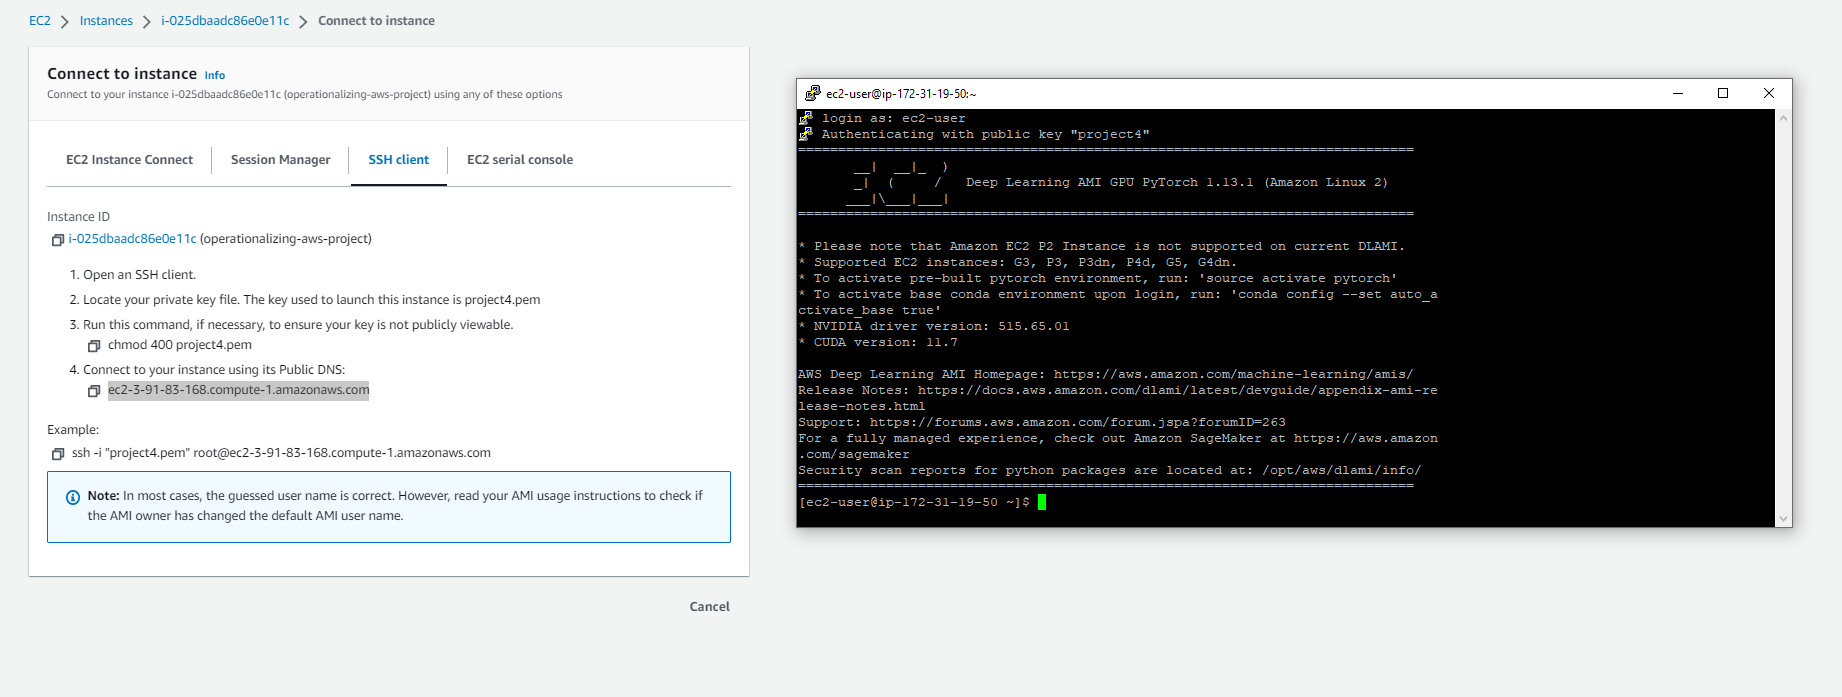 EC2 > Instances > i-025dbaadc86e0e11c > Connect to instance
Connect to instance Info
Connect to your instance i-025dbaadc86e0e11c (operationalizing-aws-project) using any of these options
EC2 Instance Connect
Session Manager
SSH client
EC2 serial console
Instance ID
i-025dbaadc86e0e11c (operationalizing-aws-project)
1. Open an SSH client.
2. Locate your private key file. The key used to launch this instance is project4.pem
3. Run this command, if necessary, to ensure your key is not publicly viewable.
chmod 400 project4.pem
4. Connect to your instance using its Public DNS:
ec2-3-91-83-168.compute-1.amazonaws.com
Example:
ssh -i "project4.pem" root@ec2-3-91-83-168.compute-1.amazonaws.com
Note: In most cases, the guessed user name is correct. However, read your AMI usage instructions to check if
the AMI owner has changed the default AMI user name.
Cancel
ec2-user@ip-172-31-19-50:~
login as: ec2-user
Authenticating with public key "project4"
=============================================================================
       __|  __|_  )
       _|  (     /   Deep Learning AMI GPU PyTorch 1.13.1 (Amazon Linux 2)
      ___|\___|___|
=============================================================================
* Please note that Amazon EC2 P2 Instance is not supported on current DLAMI.
* Supported EC2 instances: G3, P3, P3dn, P4d, G5, G4dn.
* To activate pre-built pytorch environment, run: 'source activate pytorch'
* To activate base conda environment upon login, run: 'conda config --set auto_a
ctivate_base true'
* NVIDIA driver version: 515.65.01
* CUDA version: 11.7
AWS Deep Learning AMI Homepage: https://aws.amazon.com/machine-learning/amis/
Release Notes: https://docs.aws.amazon.com/dlami/latest/devguide/appendix-ami-re
lease-notes.html
Support: https://forums.aws.amazon.com/forum.jspa?forumID=263
For a fully managed experience, check out Amazon SageMaker at https://aws.amazon
.com/sagemaker
Security scan reports for python packages are located at: /opt/aws/dlami/info/
=============================================================================
[ec2-user@ip-172-31-19-50 ~]$